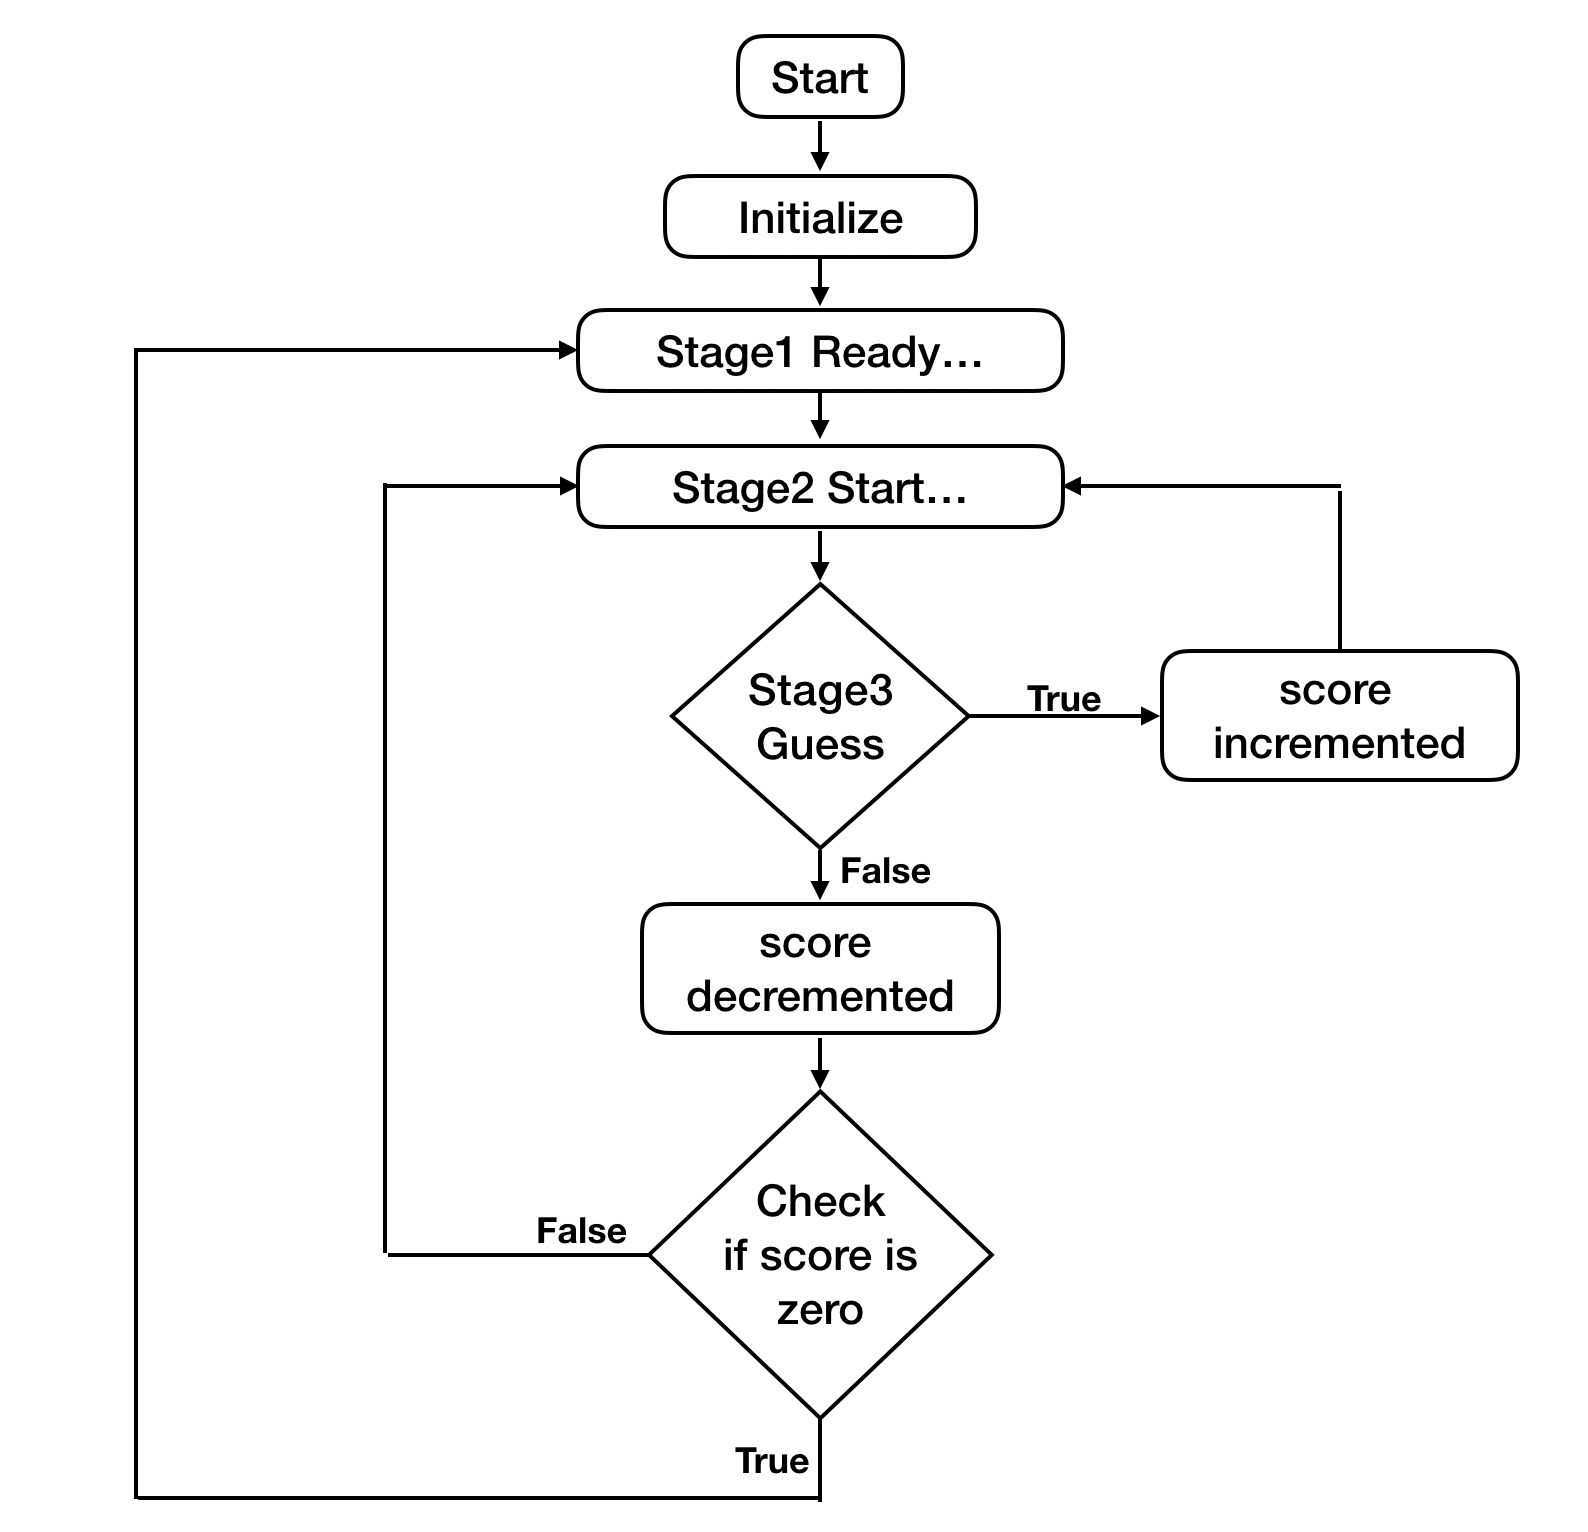 Start
Initialize
Stage1 Ready...
Stage2 Start...
Stage3
Guess
True
score
incremented
False
score
decremented
Check
if score is
zero
False
True